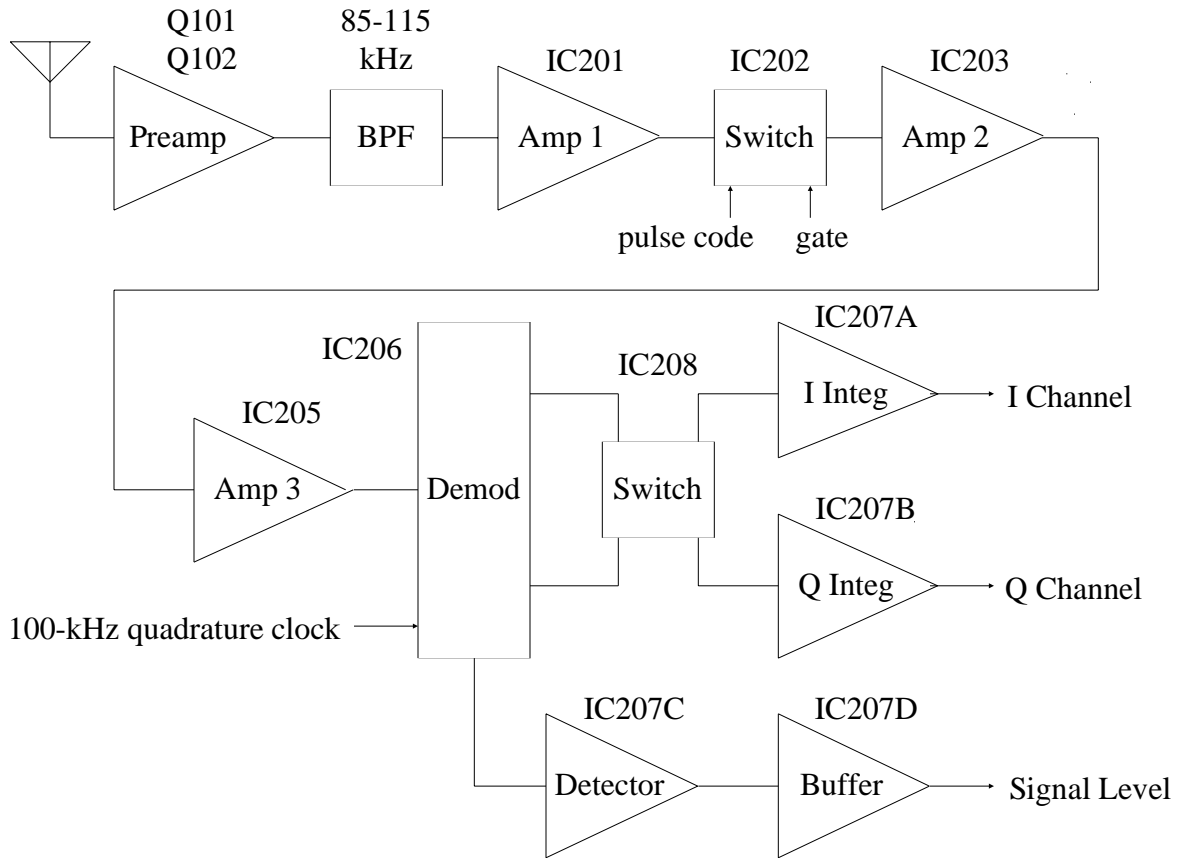 Q101
Q102
85-115
kHz
IC201
IC202
IC203
Preamp
BPF
Amp 1
Switch
Amp 2
pulse code
gate
IC206
IC205
IC208
IC207A
Amp 3
Demod
Switch
I Integ
I Channel
IC207B
Q Integ
Q Channel
100-kHz quadrature clock
IC207C
IC207D
Detector
Buffer
Signal Level